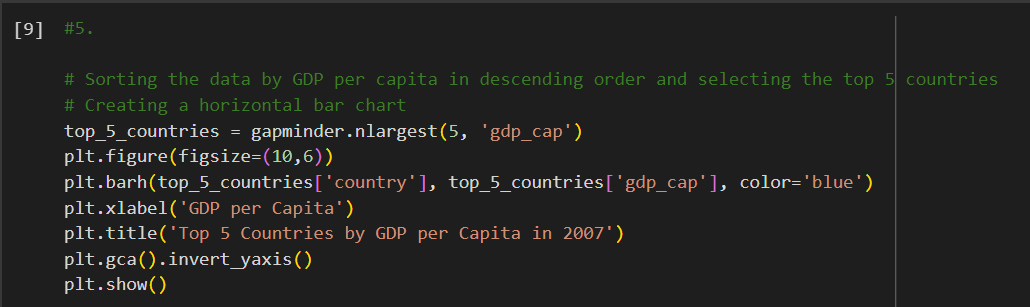 [9] #5.
# Sorting the data by GDP per capita in descending order and selecting the top 5 countries
# Creating a horizontal bar chart
top_5_countries = gapminder.nlargest(5, 'gdp_cap')
plt.figure(figsize=(10,6))
plt.barh(top_5_countries['country'], top_5_countries['gdp_cap'], color='blue')
plt.xlabel('GDP per Capita')
plt.title('Top 5 Countries by GDP per Capita in 2007')
plt.gca().invert_yaxis()
plt.show()